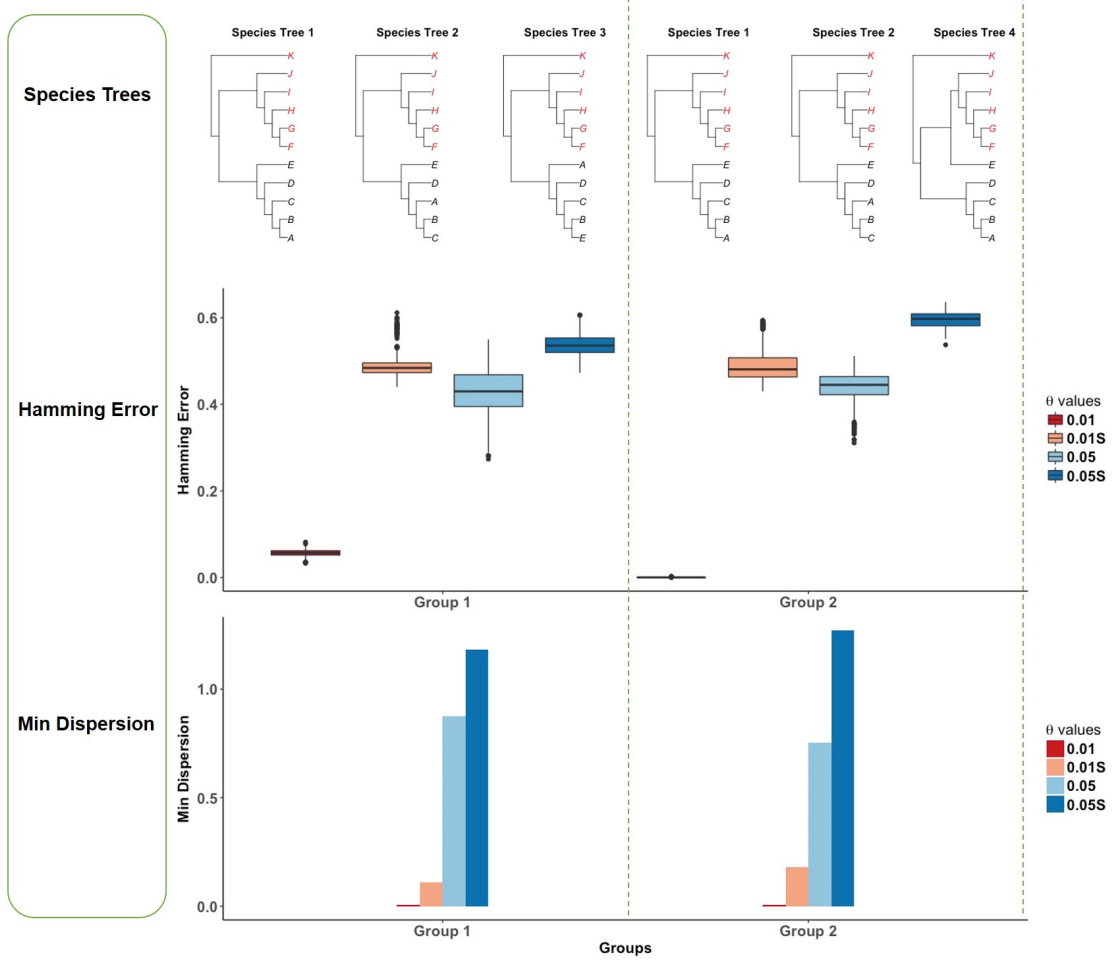 Species Trees
Species Tree 1
K
J
I
H
G
F
E
D
C
B
A
Species Tree 2
K
J
I
H
G
F
E
D
A
B
C
Species Tree 3
K
J
I
H
G
F
A
D
C
B
E
Species Tree 1
K
J
I
H
G
F
E
D
C
B
A
Species Tree 2
K
J
I
H
G
F
E
D
A
B
C
Species Tree 4
K
J
I
H
G
F
E
D
C
B
A
Hamming Error
Hamming Error
0.6
0.4
0.2
0.0
Group 1
Group 2
θ values
0.01
0.01S
0.05
0.05S
Min Dispersion
Min Dispersion
1.0
0.5
0.0
Group 1
Group 2
Groups
θ values
0.01
0.01S
0.05
0.05S